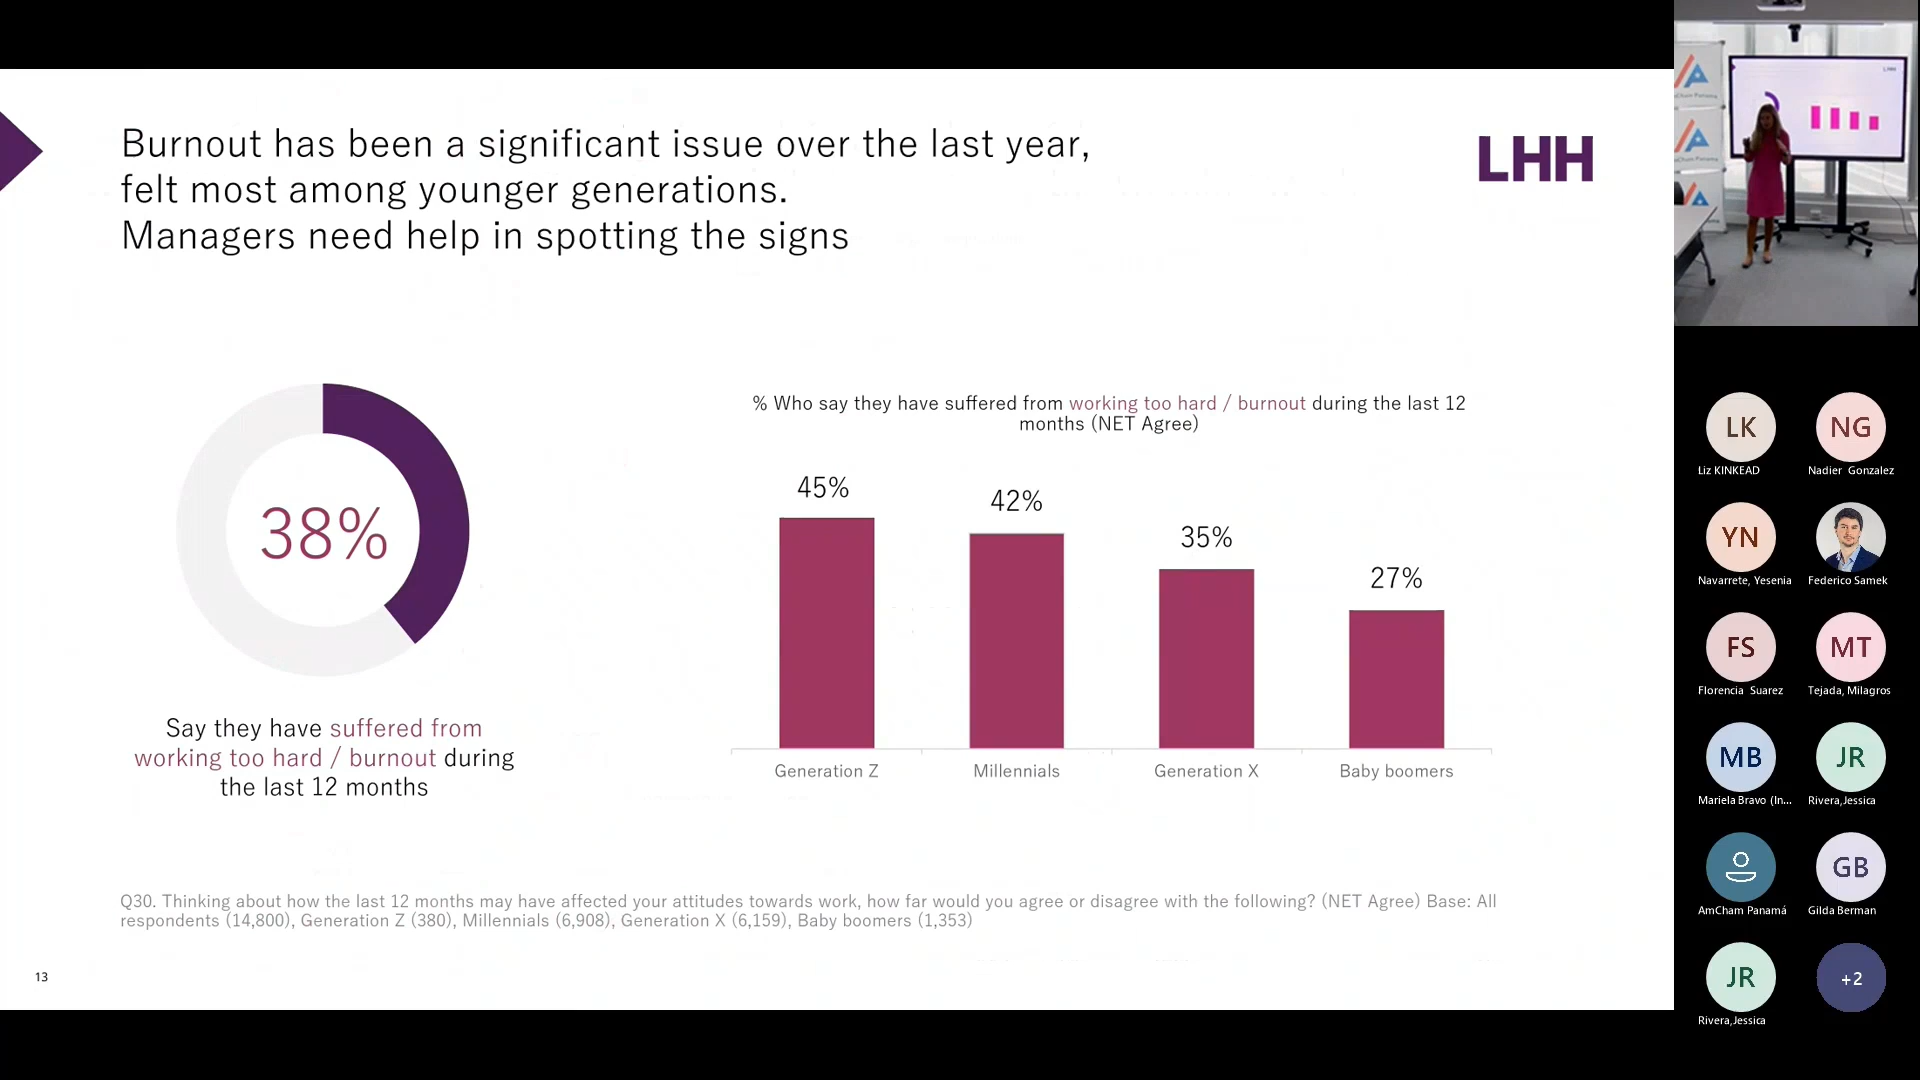 Burnout has been a significant issue over the last year,
felt most among younger generations.
Managers need help in spotting the signs
LHH
38%
Say they have suffered from
working too hard / burnout during
the last 12 months
% Who say they have suffered from working too hard / burnout during the last 12
months (NET Agree)
45%
42%
35%
27%
Generation Z
Millennials
Generation X
Baby boomers
Q30. Thinking about how the last 12 months may have affected your attitudes towards work, how far would you agree or disagree with the following? (NET Agree) Base: All
respondents (14,800), Generation Z (380), Millennials (6,908), Generation X (6,159), Baby boomers (1,353)
13
LHH
LK
Liz KINKEAD
NG
Nadier Gonzalez
YN
Navarrete, Yesenia
Federico Samek
FS
Florencia Suarez
MT
Tejada, Milagros
MB
Mariela Bravo (In...
JR
Rivera,Jessica
AmCham Panamá
GB
Gilda Berman
JR
Rivera,Jessica
+2